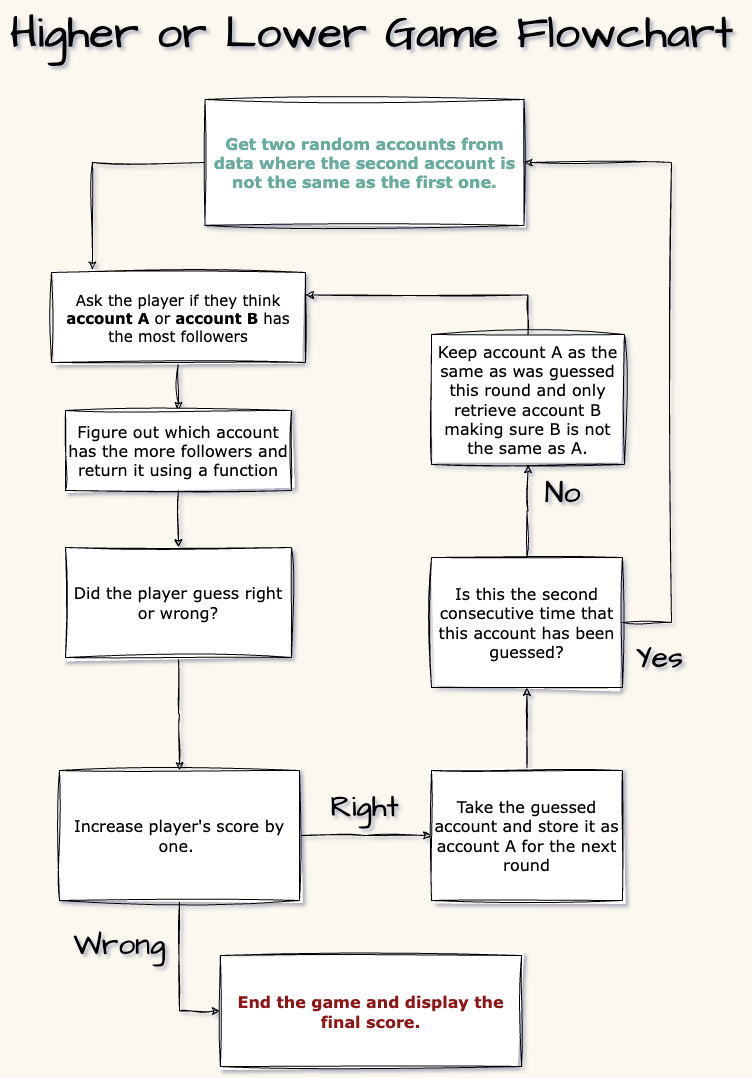 Higher or Lower Game Flowchart
Get two random accounts from
data where the second account is
not the same as the first one.
Ask the player if they think
account A or account B has
the most followers
Keep account A as the
same as was guessed
this round and only
retrieve account B
making sure B is not
the same as A.
Figure out which account
has the more followers and
return it using a function
No
Did the player guess right
or wrong?
Is this the second
consecutive time that
this account has been
guessed?
Yes
Increase player's score by
one.
Right
Take the guessed
account and store it as
account A for the next
round
Wrong
End the game and display the
final score.